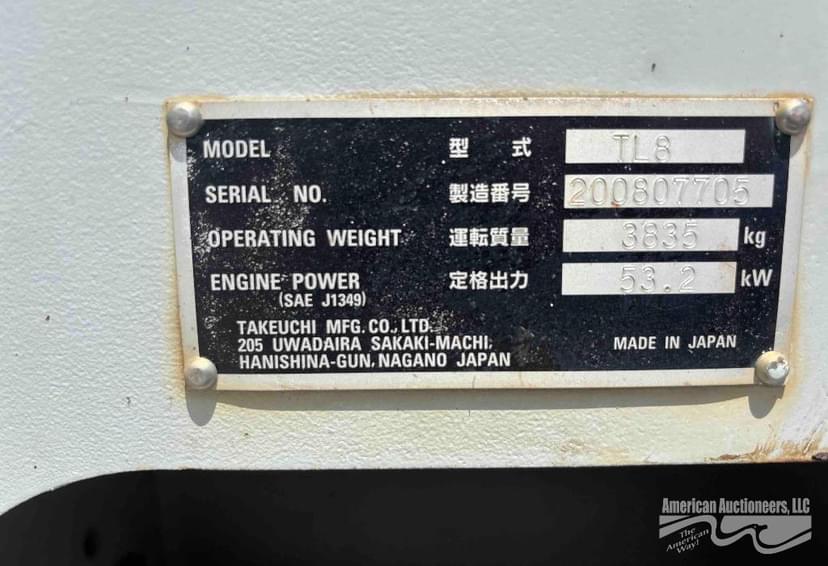 MODEL 型 式 TL8
SERIAL NO. 製造番号 200807705
OPERATING WEIGHT 運転質量 3835 kg
ENGINE POWER 定格出力 53.2 kW
(SAE J1349)
TAKEUCHI MFG. CO., LTD.
205 UWADAIRA SAKAKI-MACHI, MADE IN JAPAN
HANISHINA-GUN, NAGANO JAPAN
American Auctioneers, LLC
The
American
Way!